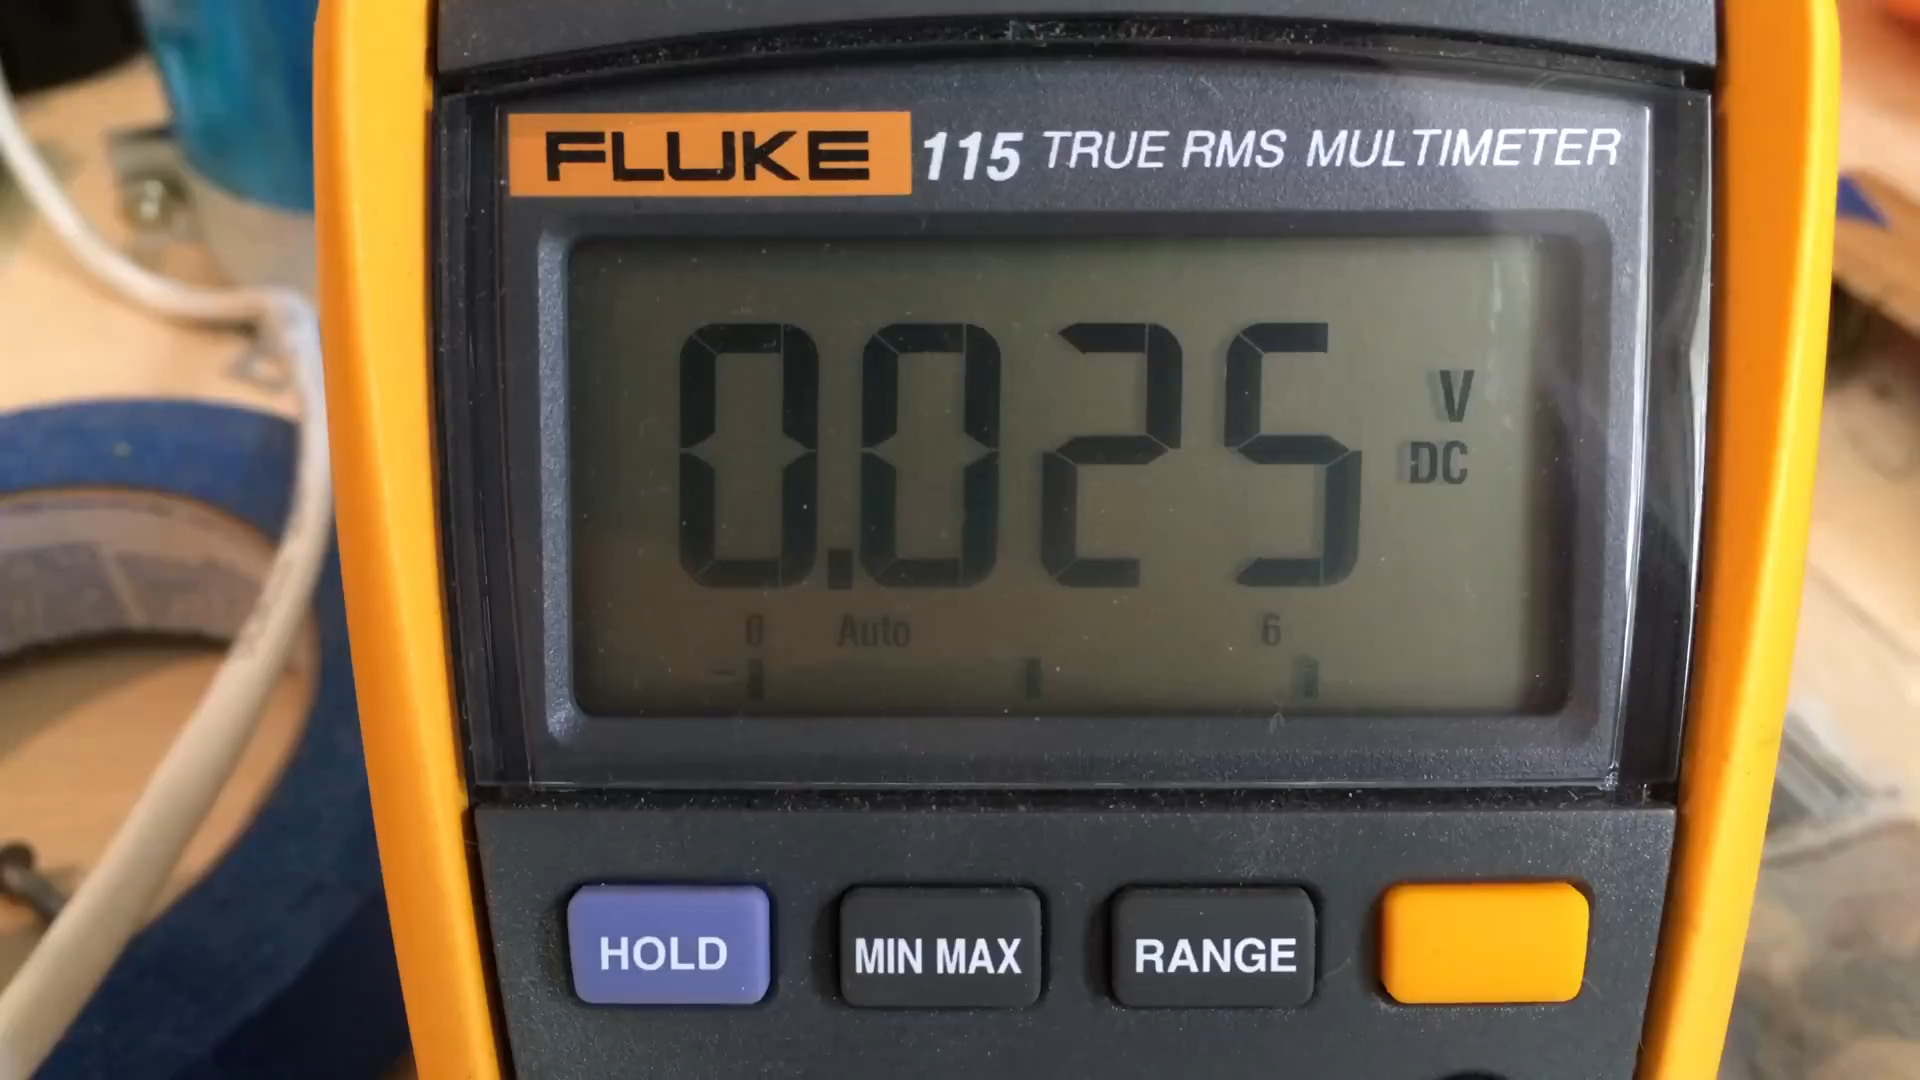 FLUKE 115 TRUE RMS MULTIMETER
0.025 V DC
0 Auto 6
HOLD MIN MAX RANGE